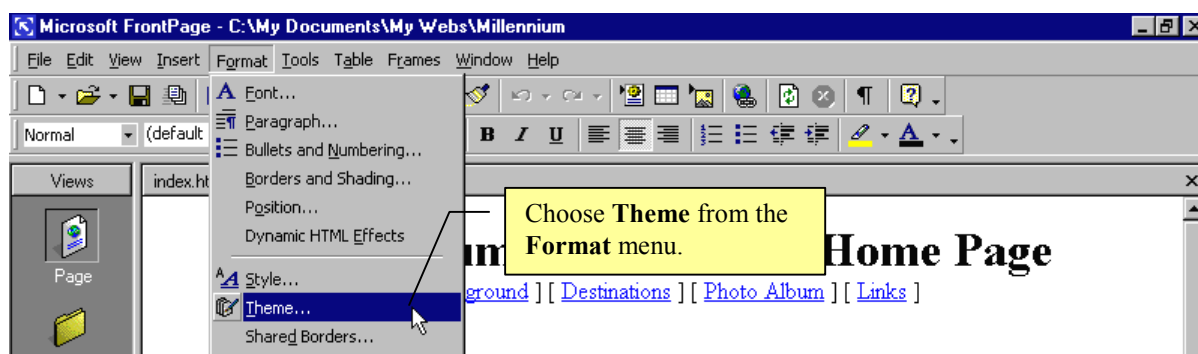 Microsoft FrontPage - C:\My Documents\My Webs\Millennium
File Edit View Insert Format Tools Table Frames Window Help
Normal (default
B I U
A Font...
Paragraph...
Bullets and Numbering...
Borders and Shading...
Position...
Dynamic HTML Effects
Style...
Theme...
Shared Borders...
Views
Page
index.ht
Choose Theme from the
Format menu.
Home Page
ground ] [ Destinations ] [ Photo Album ] [ Links ]